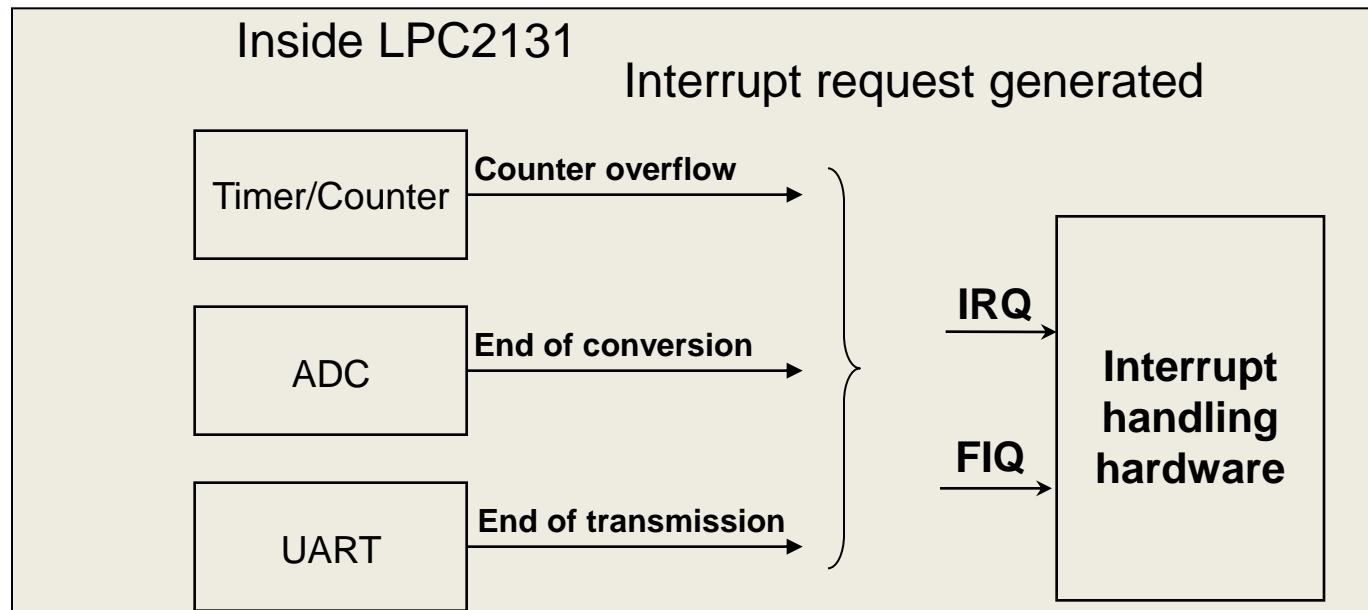 Inside LPC2131
Interrupt request generated
Timer/Counter
Counter overflow
ADC
End of conversion
UART
End of transmission
IRQ
FIQ
Interrupt
handling
hardware